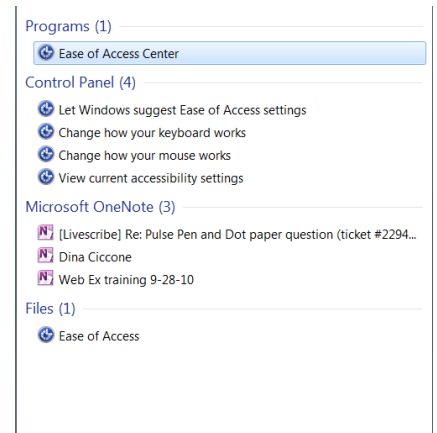 Programs (1)
Ease of Access Center
Control Panel (4)
Let Windows suggest Ease of Access settings
Change how your keyboard works
Change how your mouse works
View current accessibility settings
Microsoft OneNote (3)
[Livescribe] Re: Pulse Pen and Dot paper question (ticket #2294...
Dina Ciccone
Web Ex training 9-28-10
Files (1)
Ease of Access